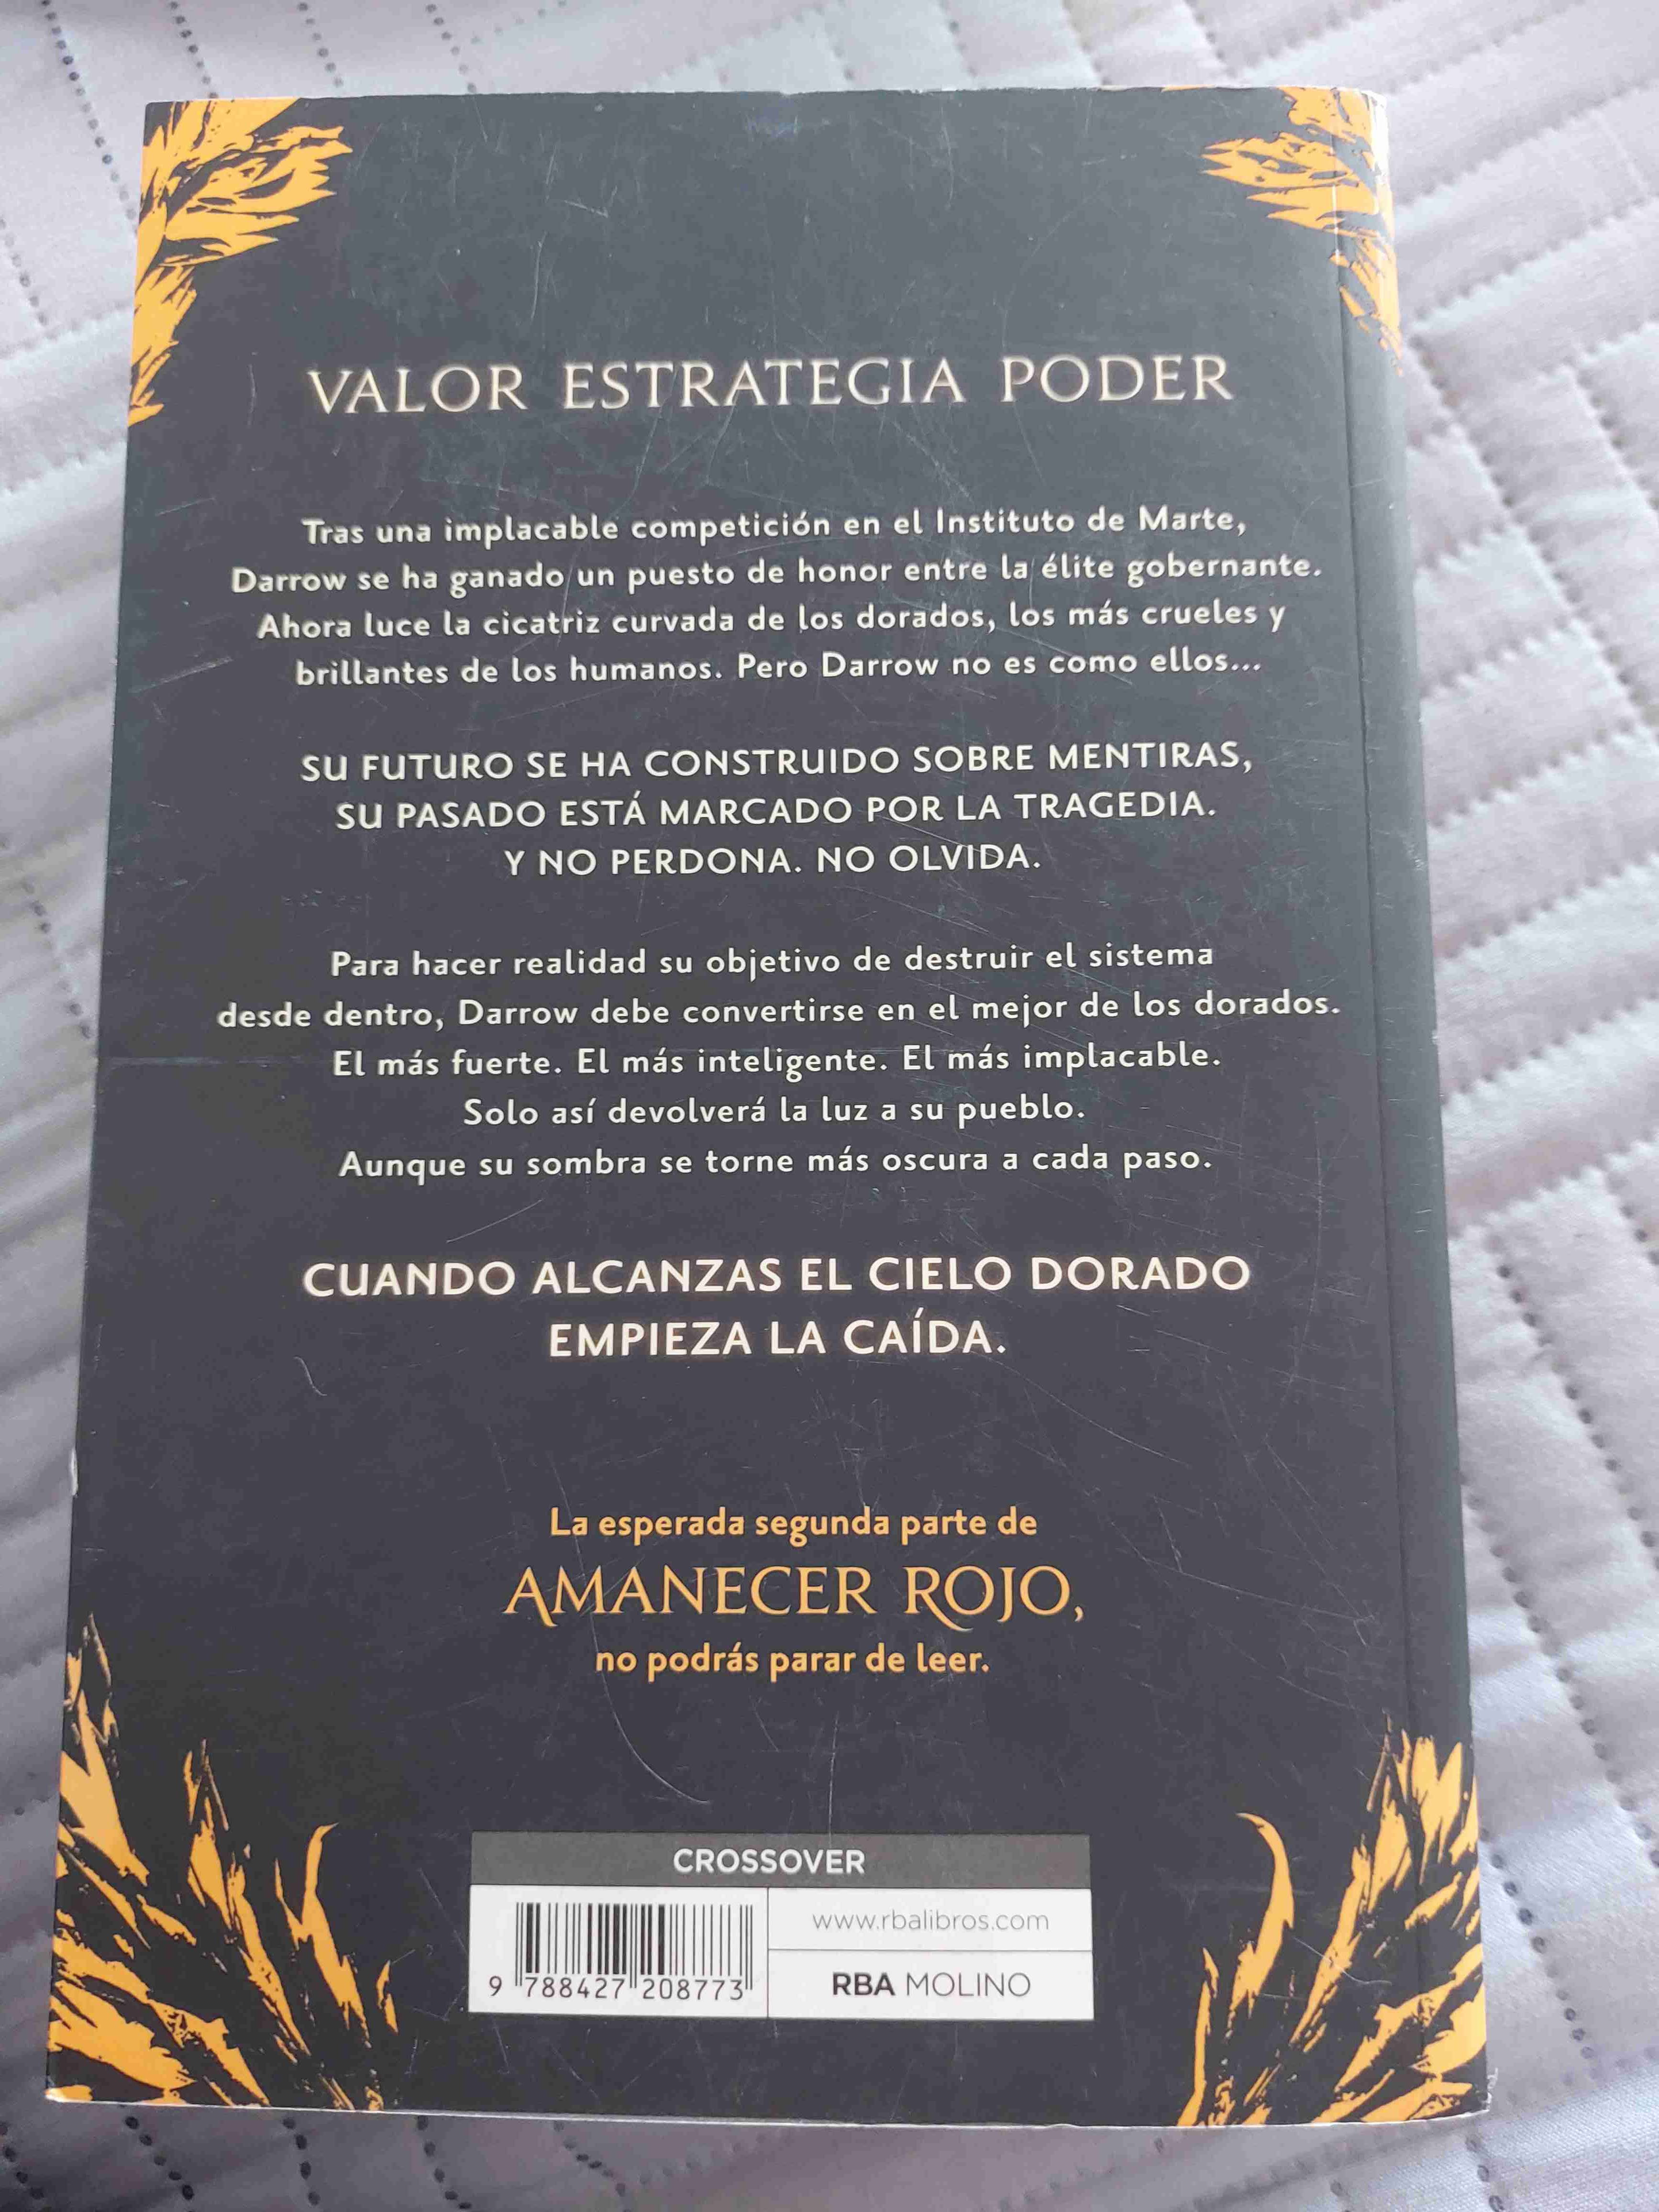 VALOR ESTRATEGIA PODER
Tras una implacable competición en el Instituto de Marte,
Darrow se ha ganado un puesto de honor entre la élite gobernante.
Ahora luce la cicatriz curvada de los dorados, los más crueles y
brillantes de los humanos. Pero Darrow no es como ellos...
SU FUTURO SE HA CONSTRUIDO SOBRE MENTIRAS,
SU PASADO ESTÁ MARCADO POR LA TRAGEDIA.
Y NO PERDONA. NO OLVIDA.
Para hacer realidad su objetivo de destruir el sistema
desde dentro, Darrow debe convertirse en el mejor de los dorados.
El más fuerte. El más inteligente. El más implacable.
Solo así devolverá la luz a su pueblo.
Aunque su sombra se torne más oscura a cada paso.
CUANDO ALCANZAS EL CIELO DORADO
EMPIEZA LA CAÍDA.
La esperada segunda parte de
AMANECER ROJO,
no podrás parar de leer.
CROSSOVER
www.rbalibros.com
RBA MOLINO
9 788427 208773